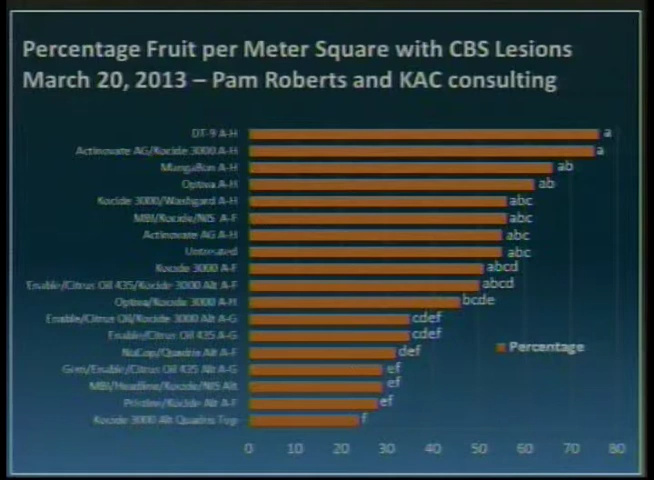 Percentage Fruit per Meter Square with CBS Lesions
March 20, 2013 – Pam Roberts and KAC consulting
DT-9 A-H a
Actinovate AG/Kocide 3000 A-H a
A-H ab
Optiva A-H ab
Kocide 3000/Washgard A-H abc
MBI/Kocide/NIS A-F abc
Actinovate AG A-H abc
Untreated abc
Kocide 3000 A-F abcd
Enable/Citrus Oil 435/Kocide 3000 Alt A-F abcd
Optiva/Kocide 3000 A-H bcde
Enable/Citrus Oil/Kocide 3000 Alt A-G cdef
Enable/Citrus Oil 435 A-G cdef
Percentage
NuCop/Quadris Alt A-F def
Gem/Enable/Citrus Oil 435 Alt A-G ef
MBI/Headline/Kocide/NIS Alt ef
Pristine/Kocide Alt A-F ef
Kocide 3000 Alt Quadris Top f
0 10 20 30 40 50 60 70 80